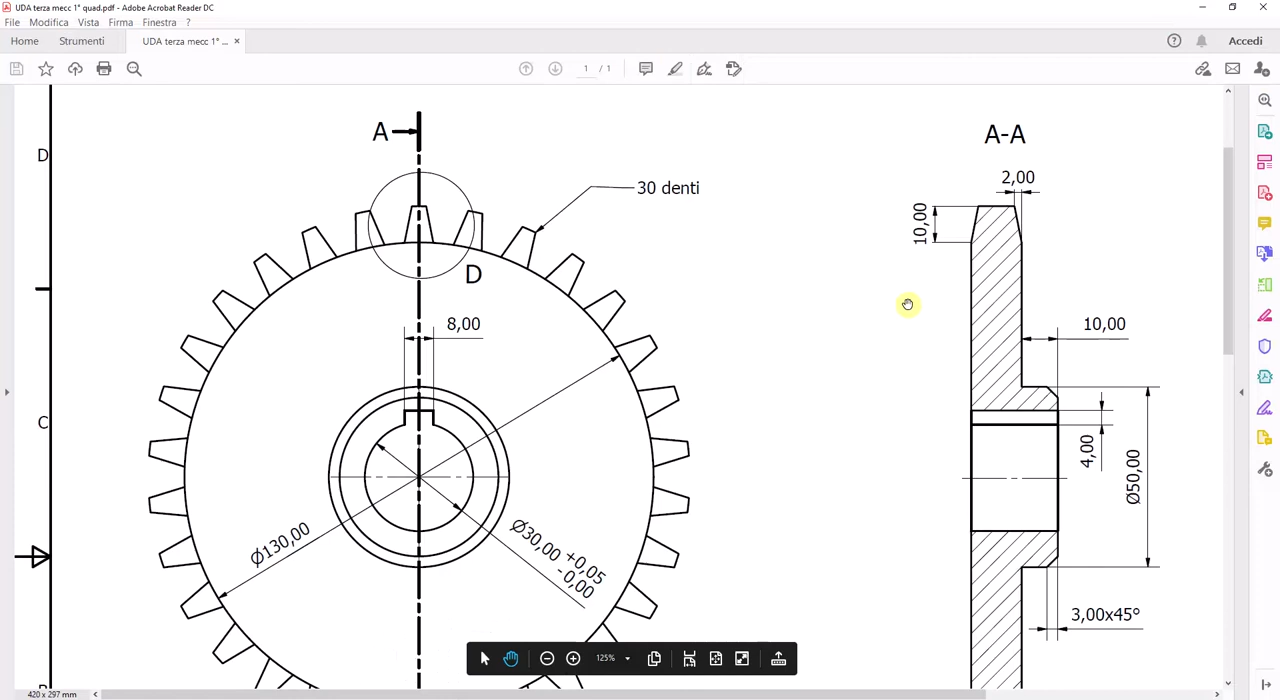 UDA terza mecc 1° quad.pdf - Adobe Acrobat Reader DC
File Modifica Vista Firma Finestra ?
Home Strumenti UDA terza mecc 1° ... × Accedi
1 / 1
A
A-A
D
2,00
30 denti
10,00
D
8,00
10,00
C
4,00
Ø50,00
Ø130,00
Ø30,00 +0,05
-0,00
3,00x45°
125%
420 x 297 mm